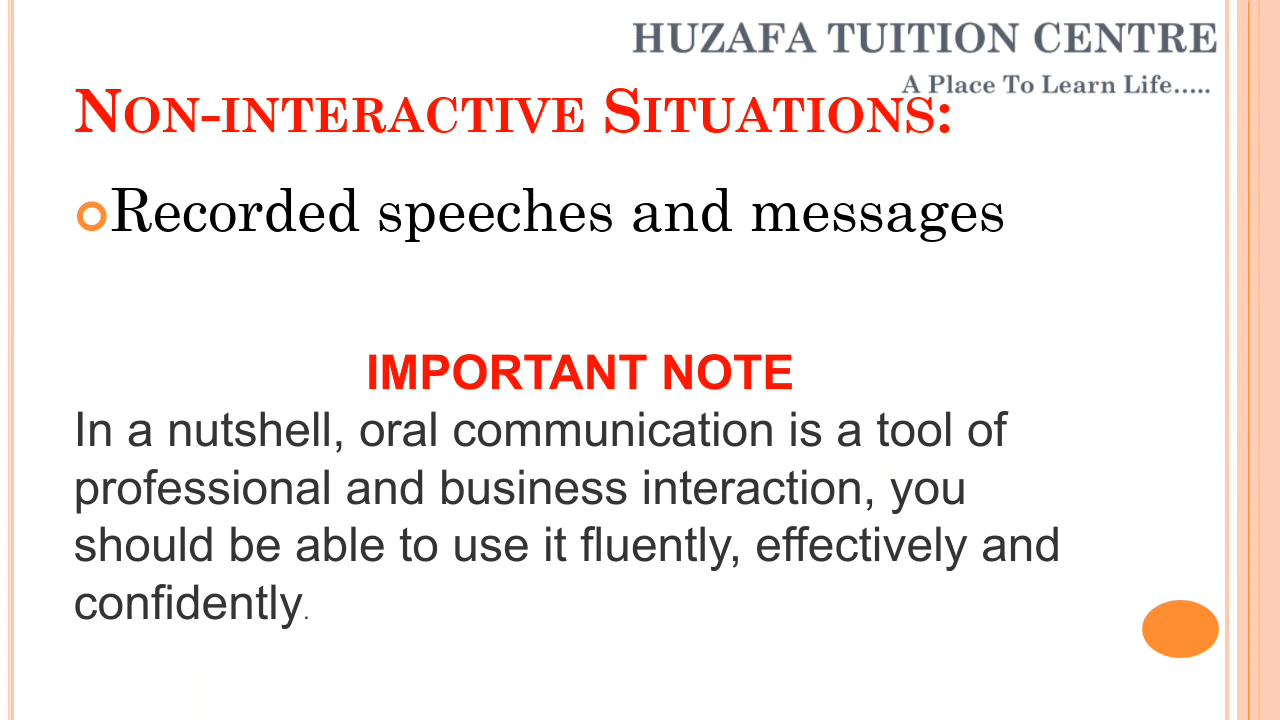 HUZAFA TUITION CENTRE
A Place To Learn Life.....
NON-INTERACTIVE SITUATIONS:
Recorded speeches and messages
IMPORTANT NOTE
In a nutshell, oral communication is a tool of
professional and business interaction, you
should be able to use it fluently, effectively and
confidently.